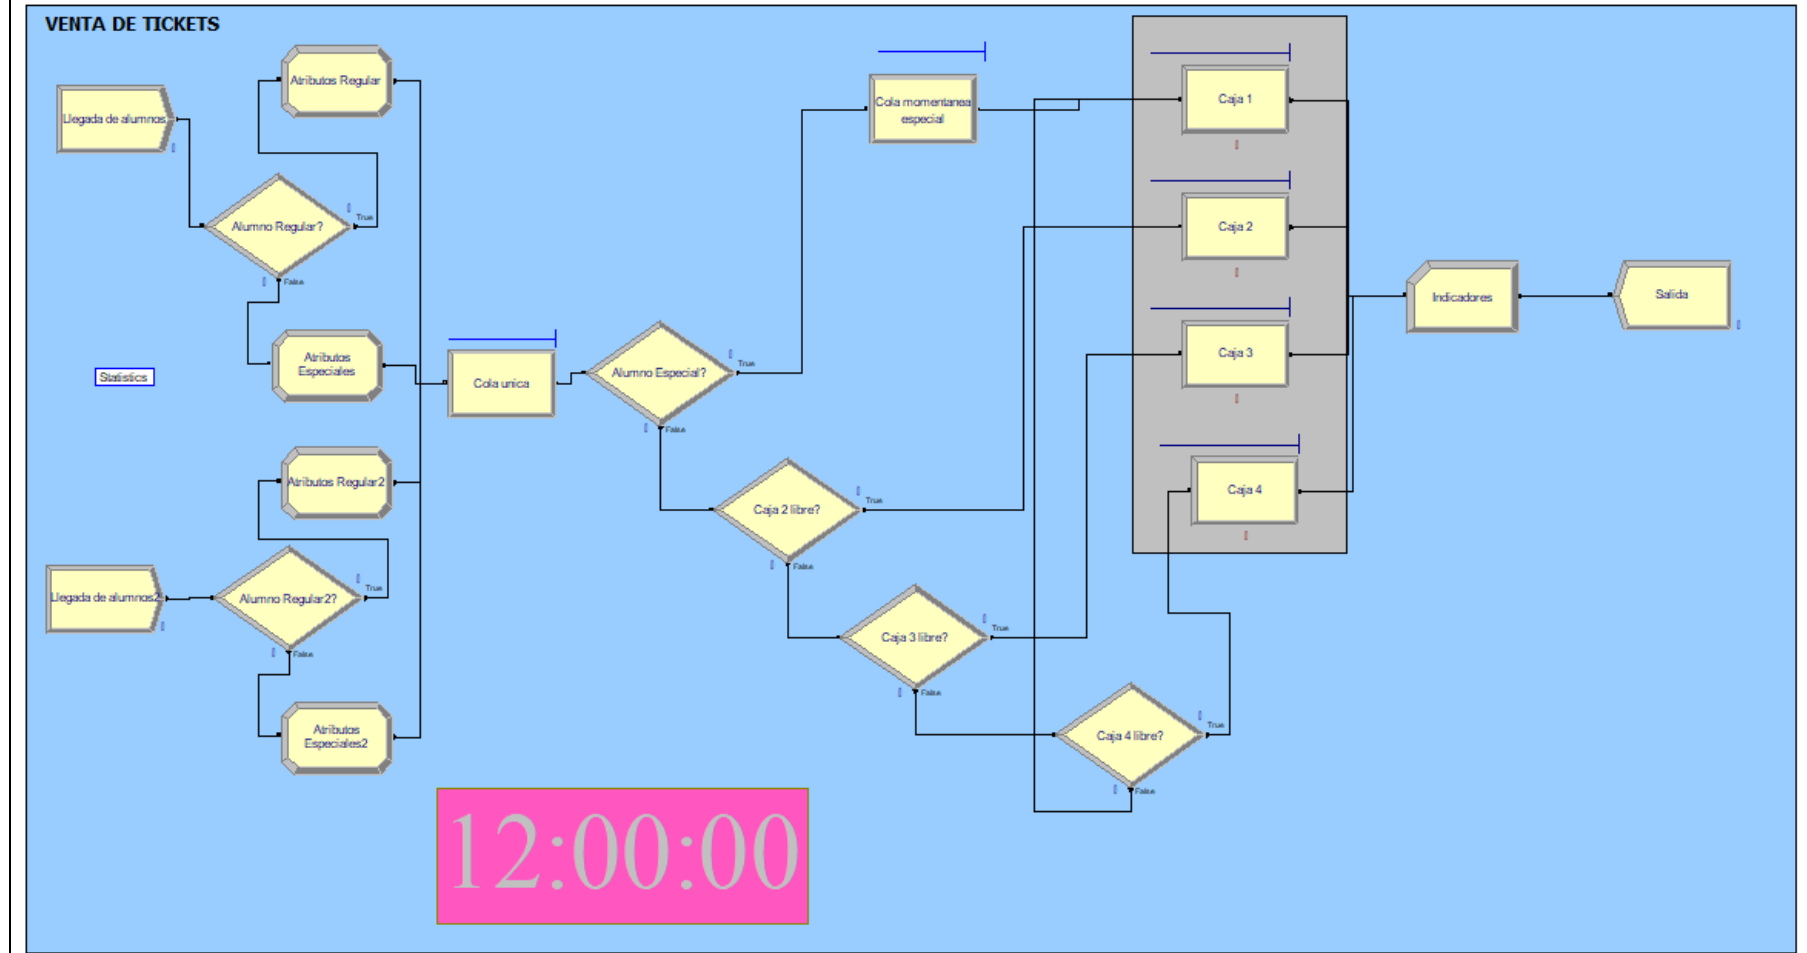 VENTA DE TICKETS
Llegada de alumnos
Atributos Regular
Alumno Regular?
True
False
Atributos
Especiales
Statistics
Atributos Regular2
Llegada de alumnos2
Alumno Regular2?
True
False
Atributos
Especiales2
Cola unica
Alumno Especial?
True
False
Cola momentanea
especial
Caja 2 libre?
True
False
Caja 3 libre?
True
False
Caja 4 libre?
True
False
Caja 1
Caja 2
Caja 3
Caja 4
Indicadores
Salida
12:00:00